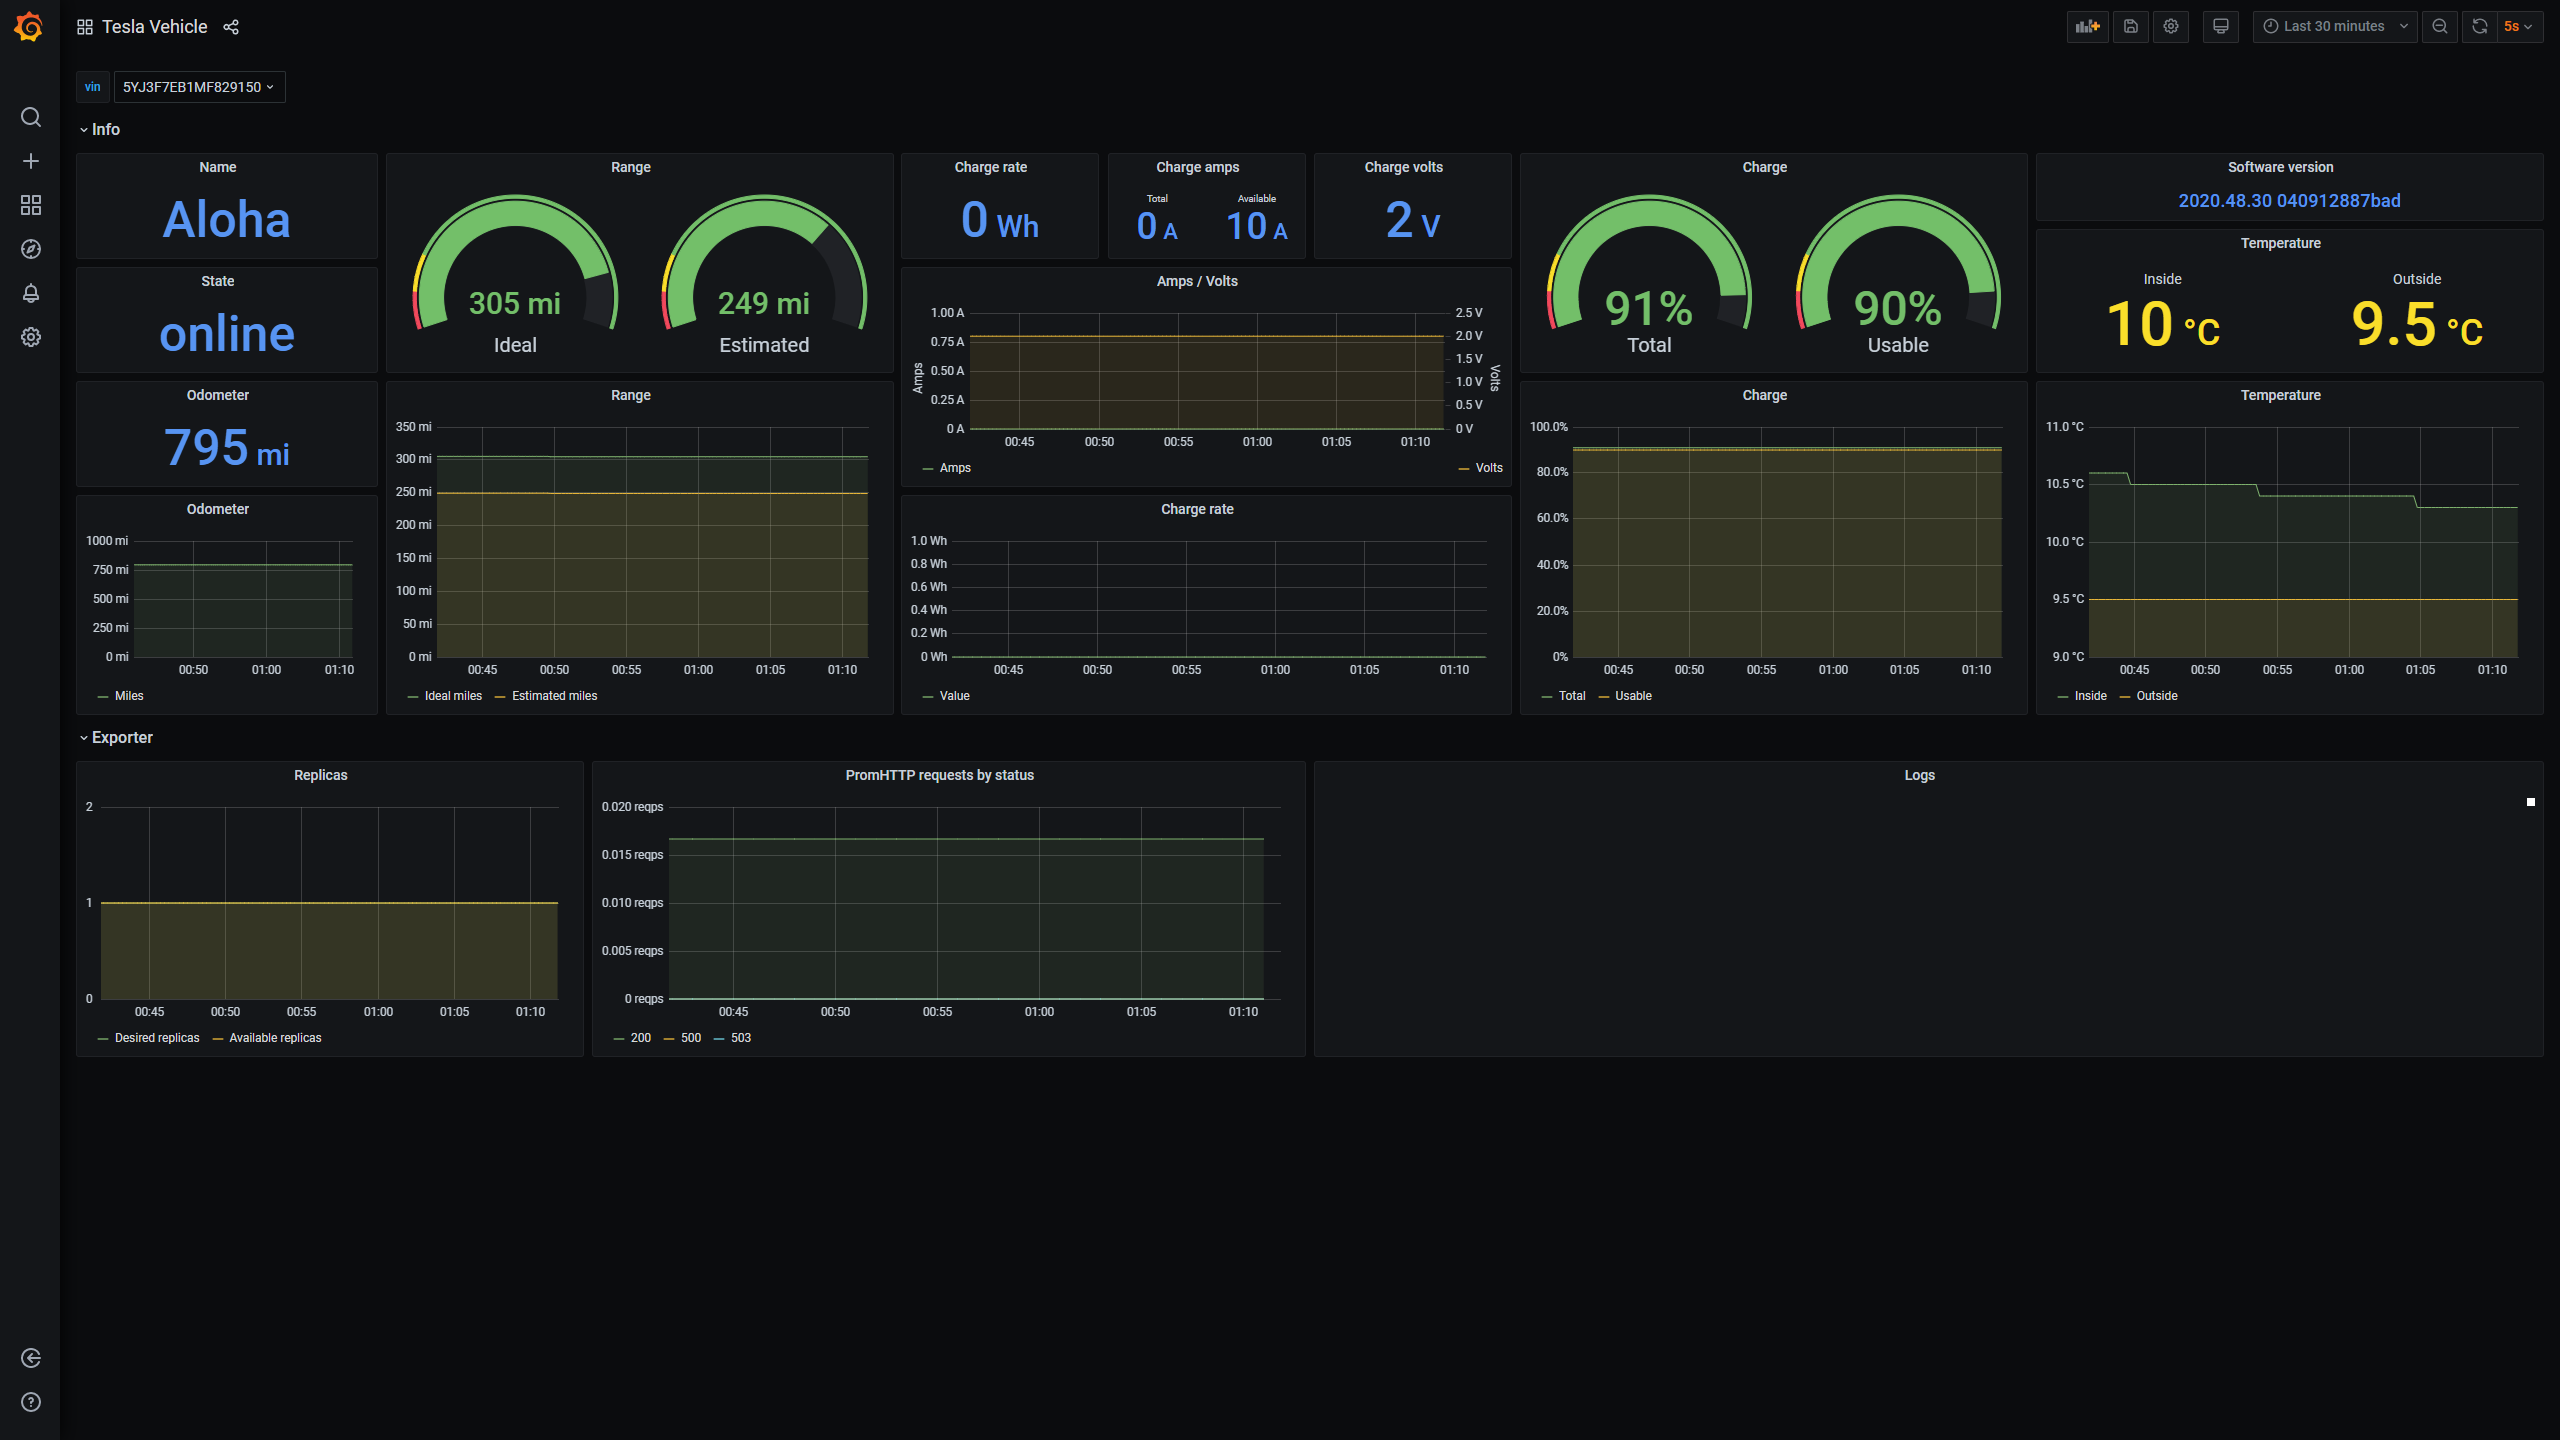 Tesla Vehicle
Last 30 minutes
5s
vin
5YJ3F7EB1MF829150
Info
Name
Aloha
State
online
Odometer
795 mi
Odometer
1000 mi
750 mi
500 mi
250 mi
0 mi
00:50 01:00 01:10
Miles
Range
305 mi
Ideal
249 mi
Estimated
Range
350 mi
300 mi
250 mi
200 mi
150 mi
100 mi
50 mi
0 mi
00:45 00:50 00:55 01:00 01:05 01:10
Ideal miles Estimated miles
Charge rate
0 Wh
Charge amps
Total Available
0 A 10 A
Charge volts
2 V
Amps / Volts
1.00 A
0.75 A
0.50 A
0.25 A
0 A
Amps
2.5 V
2.0 V
1.5 V
1.0 V
0.5 V
0 V
Volts
00:45 00:50 00:55 01:00 01:05 01:10
Amps Volts
Charge rate
1.0 Wh
0.8 Wh
0.6 Wh
0.4 Wh
0.2 Wh
0 Wh
00:45 00:50 00:55 01:00 01:05 01:10
Value
Charge
91%
Total
90%
Usable
Charge
100.0%
80.0%
60.0%
40.0%
20.0%
0%
00:45 00:50 00:55 01:00 01:05 01:10
Total Usable
Software version
2020.48.30 040912887bad
Temperature
Inside Outside
10 °C 9.5 °C
Temperature
11.0 °C
10.5 °C
10.0 °C
9.5 °C
9.0 °C
00:45 00:50 00:55 01:00 01:05 01:10
Inside Outside
Exporter
Replicas
2
1
0
00:45 00:50 00:55 01:00 01:05 01:10
Desired replicas Available replicas
PromHTTP requests by status
0.020 reqps
0.015 reqps
0.010 reqps
0.005 reqps
0 reqps
00:45 00:50 00:55 01:00 01:05 01:10
200 500 503
Logs